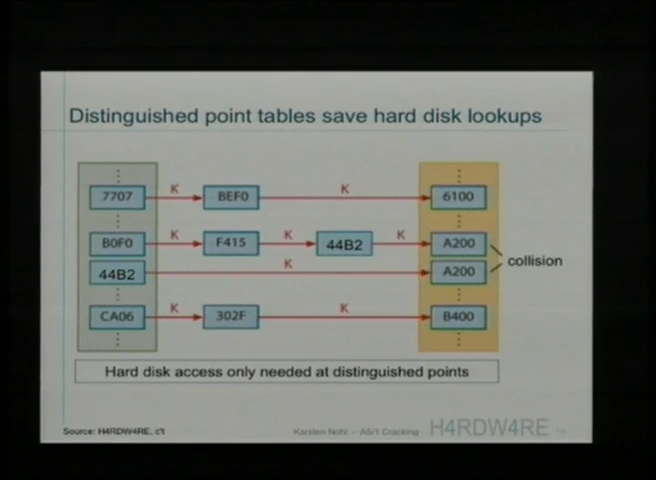 Distinguished point tables save hard disk lookups
7707 K BEF0 K 6100
B0F0 K F415 K 44B2 K A200
44B2 K A200
collision
CA06 K 302F K B400
Hard disk access only needed at distinguished points
Source: H4RDW4RE, c't
Karsten Nohl - A5/1 Cracking
H4RDW4RE